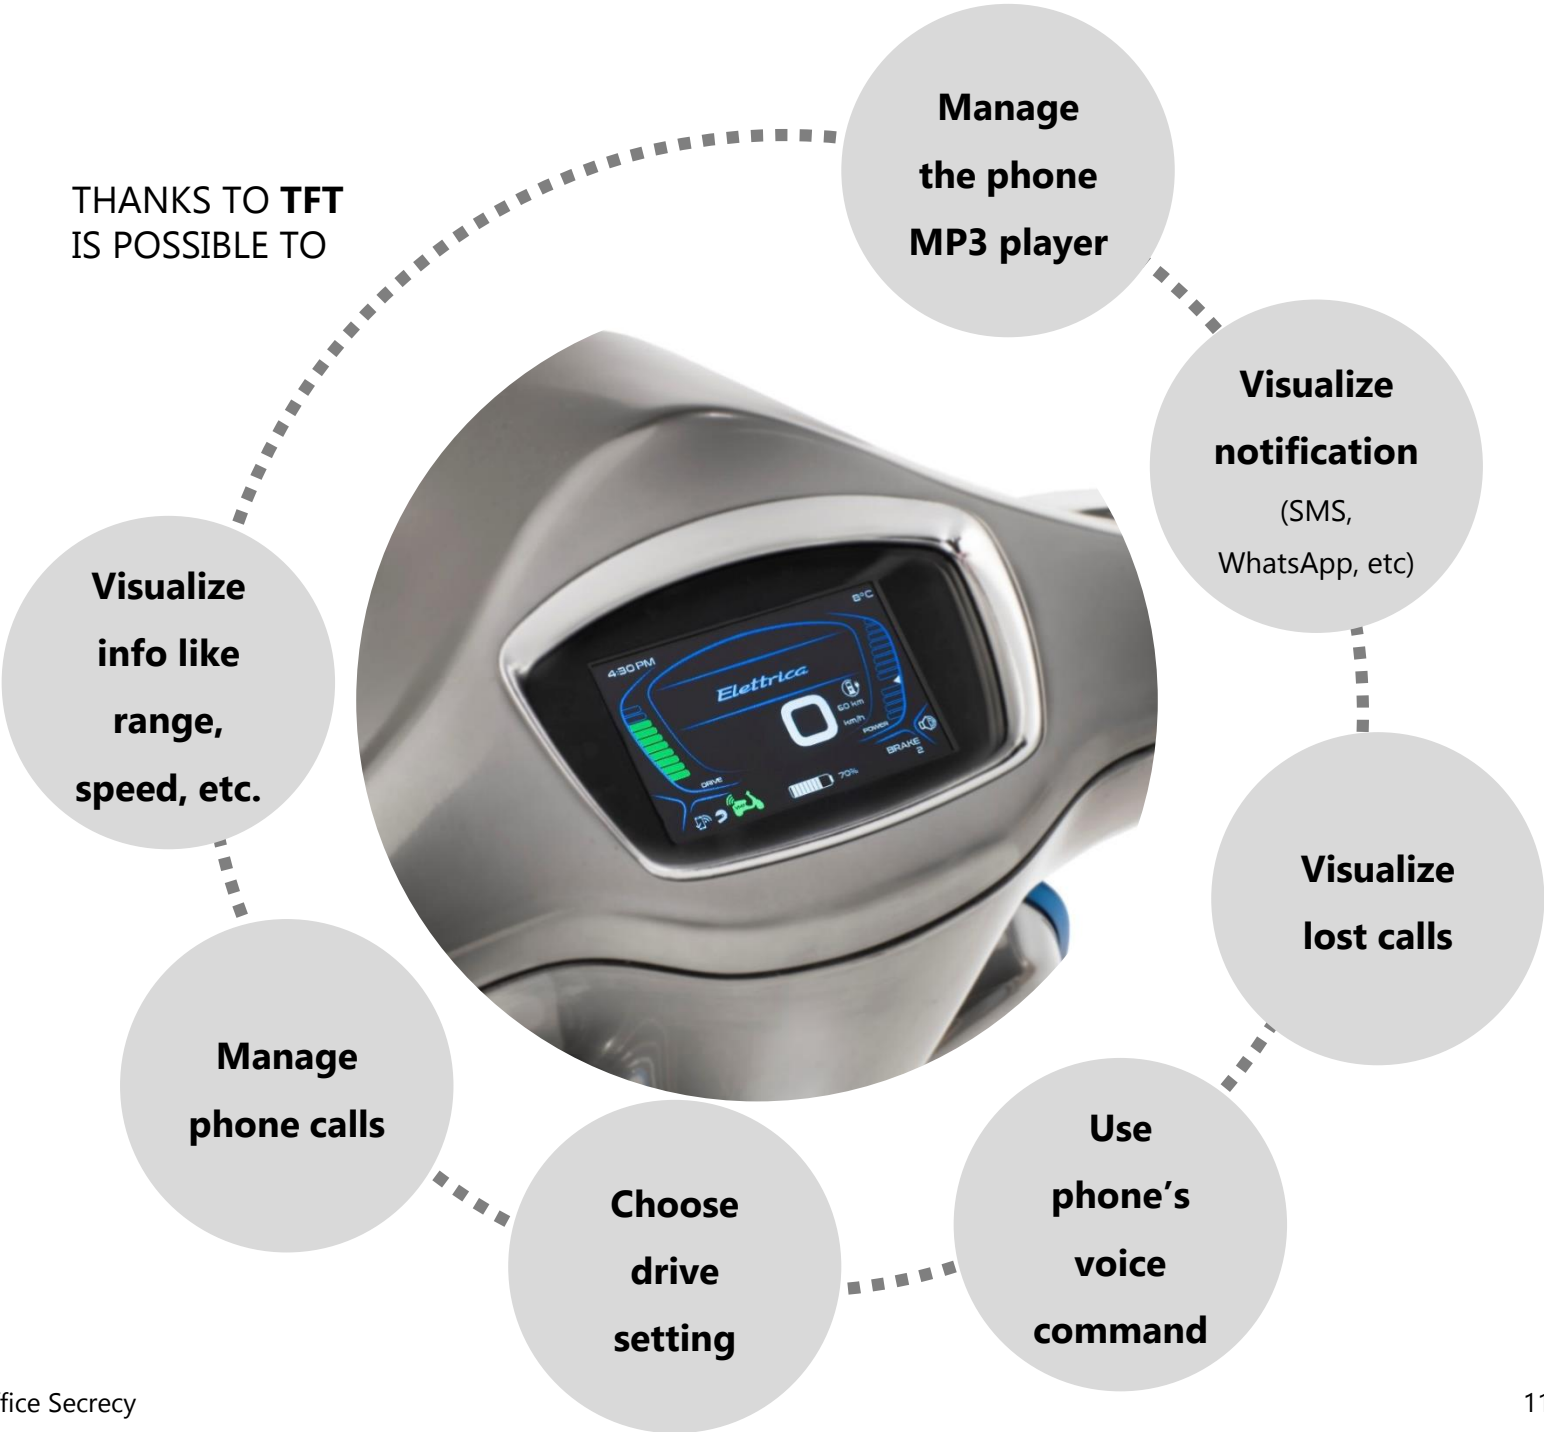 THANKS TO TFT
IS POSSIBLE TO
Manage
the phone
MP3 player
Visualize
notification
(SMS,
WhatsApp, etc)
Visualize
lost calls
Use
phone’s
voice
command
Choose
drive
setting
Manage
phone calls
Visualize
info like
range,
speed, etc.
4:30 PM
8°C
Elettrica
0
60 km
km/h
POWER
BRAKE
2
DRIVE
70%
fice Secrecy
11